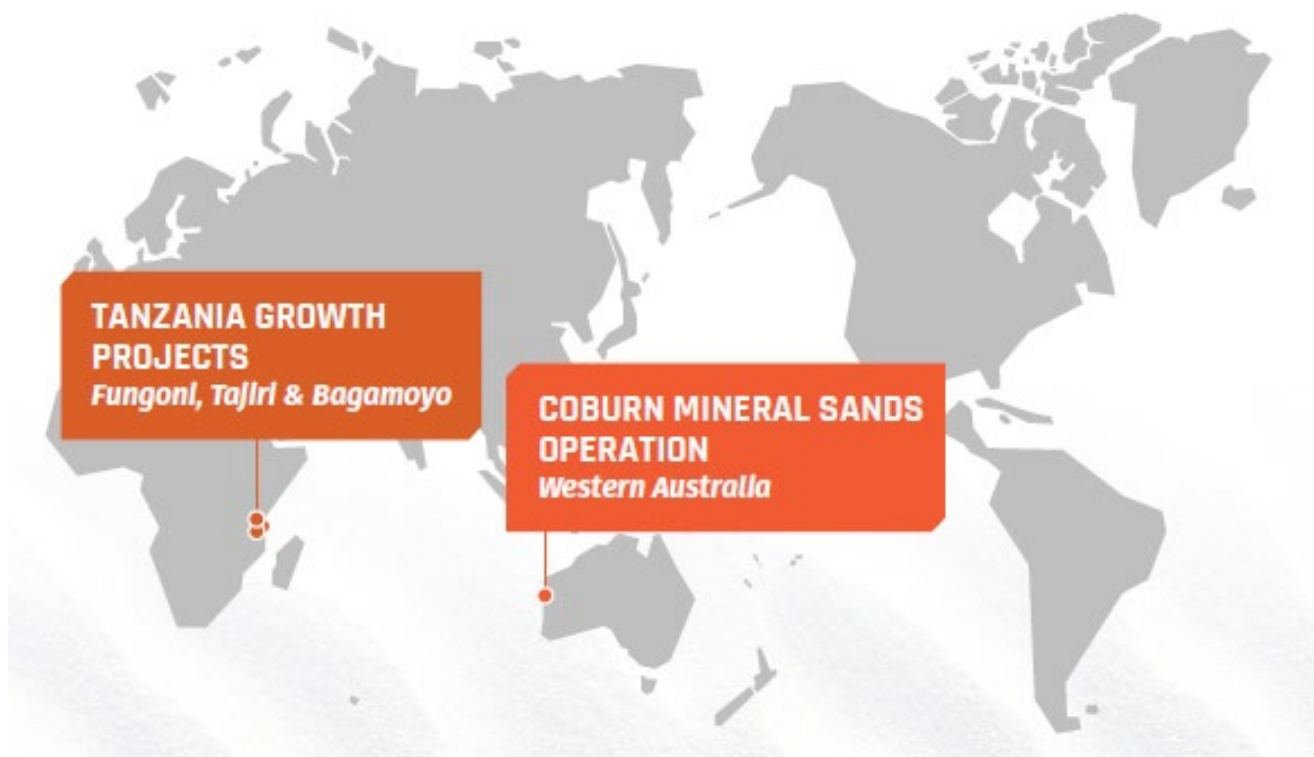 TANZANIA GROWTH
PROJECTS
Fungoni, Tajiri & Bagamoyo
COBURN MINERAL SANDS
OPERATION
Western Australia